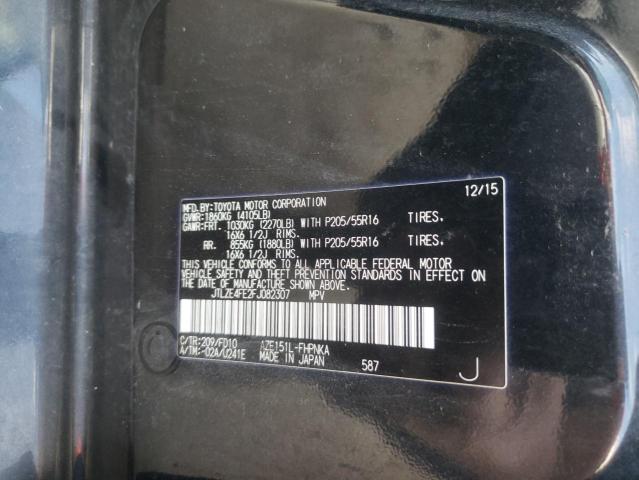 MFD.BY:TOYOTA MOTOR CORPORATION 12/15
GVWR:1860KG (4105LB)
GAWR:FRT. 1030KG (2270LB) WITH P205/55R16 TIRES,
16X6 1/2J RIMS.
RR. 855KG (1880LB) WITH P205/55R16 TIRES,
16X6 1/2J RIMS.
THIS VEHICLE CONFORMS TO ALL APPLICABLE FEDERAL MOTOR
VEHICLE SAFETY AND THEFT PREVENTION STANDARDS IN EFFECT ON
THE DATE OF MANUFACTURE SHOWN ABOVE.
JTLZE4FE2FJ082307 MPV
C/TR:209/FD10 AZE151L-FHPNKA
A/TM:-02A/U241E MADE IN JAPAN 587 J